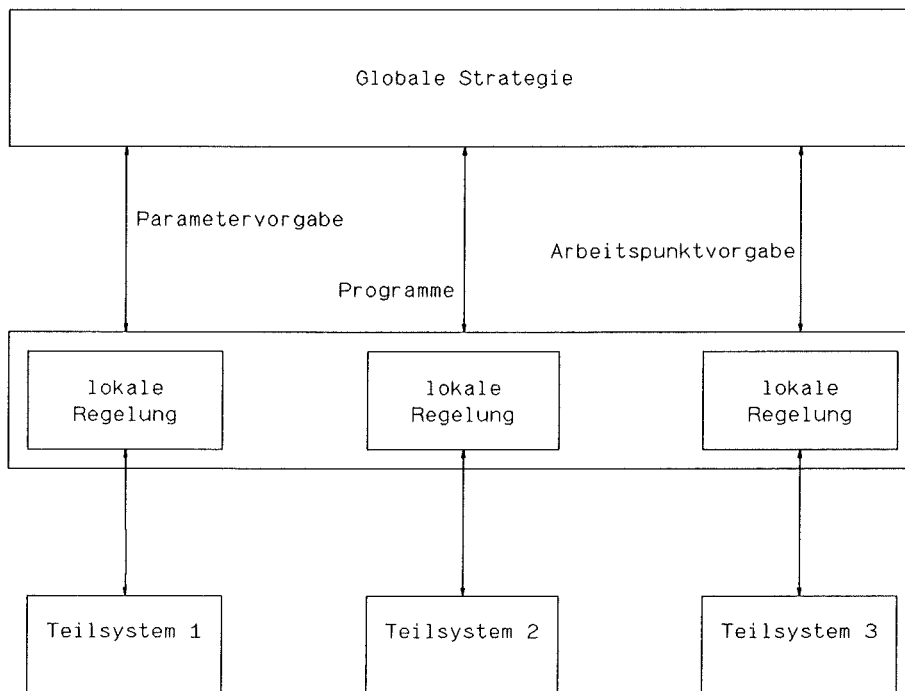 Globale Strategie
Parametervorgabe
Arbeitspunktvorgabe
Programme
lokale
Regelung
lokale
Regelung
lokale
Regelung
Teilsystem 1
Teilsystem 2
Teilsystem 3